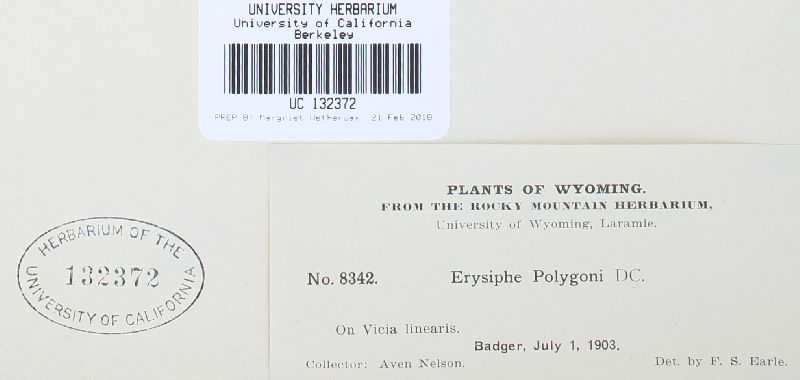 UNIVERSITY HERBARIUM
University of California
Berkeley
UC 132372
PREP BY Margriet Wetherwax, 21 Feb 2018
PLANTS OF WYOMING.
FROM THE ROCKY MOUNTAIN HERBARIUM,
University of Wyoming, Laramie.
No. 8342. Erysiphe Polygoni DC.
On Vicia linearis.
Badger, July 1, 1903.
Collector: Aven Nelson. Det. by F. S. Earle.
HERBARIUM OF THE
132372
UNIVERSITY OF CALIFORNIA